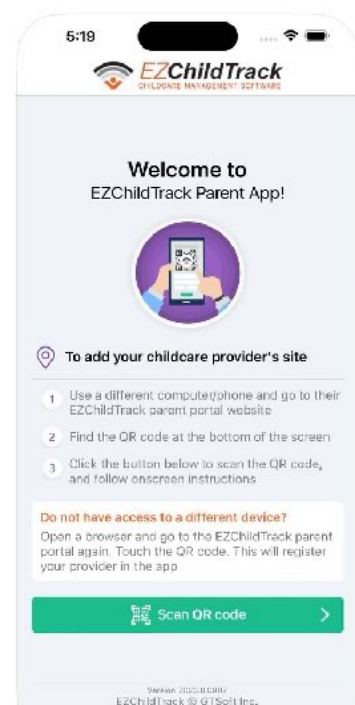 5:19
EZChildTrack
CHILDCARE MANAGEMENT SOFTWARE
Welcome to
EZChildTrack Parent App!
To add your childcare provider's site
1 Use a different computer/phone and go to their
EZChildTrack parent portal website
2 Find the QR code at the bottom of the screen
3 Click the button below to scan the QR code,
and follow onscreen instructions
Do not have access to a different device?
Open a browser and go to the EZChildTrack parent
portal again. Touch the QR code. This will register
your provider in the app
Scan QR code
Version
EZChildTrack © GTSoft Inc.